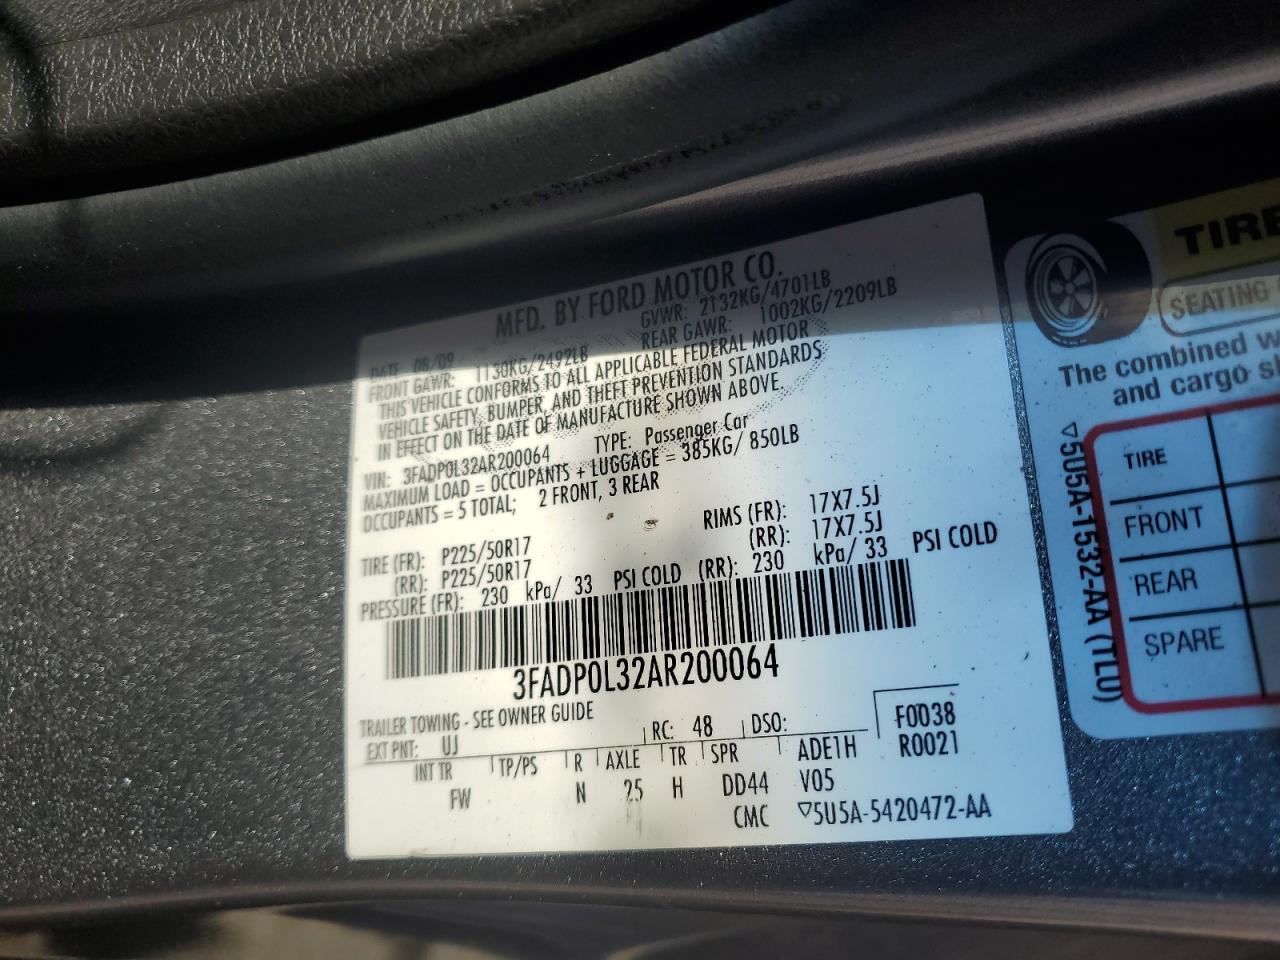 MFD. BY FORD MOTOR CO.
DATE 08/09 GVWR: 2132KG/4701LB
FRONT GAWR: 1130KG/2492LB REAR GAWR: 1002KG/2209LB
THIS VEHICLE CONFORMS TO ALL APPLICABLE FEDERAL MOTOR
VEHICLE SAFETY, BUMPER, AND THEFT PREVENTION STANDARDS
IN EFFECT ON THE DATE OF MANUFACTURE SHOWN ABOVE.
VIN: 3FADP0L32AR200064 TYPE: Passenger Car
MAXIMUM LOAD = OCCUPANTS + LUGGAGE = 385KG/ 850LB
OCCUPANTS = 5 TOTAL; 2 FRONT, 3 REAR
TIRE (FR): P225/50R17 RIMS (FR): 17X7.5J
(RR): P225/50R17 (RR): 17X7.5J
PRESSURE (FR): 230 kPa/ 33 PSI COLD (RR): 230 kPa/ 33 PSI COLD
3FADP0L32AR200064
TRAILER TOWING - SEE OWNER GUIDE
EXT PNT: UJ RC: 48 DSO: F0038
INT TR TP/PS R AXLE TR SPR ADE1H R0021
FW N 25 H DD44 V05
CMC ▽5U5A-5420472-AA
TIRE
SEATING
The combined
and cargo
TIRE
FRONT
REAR
SPARE
▽5U5A-1532-AA (TLU)